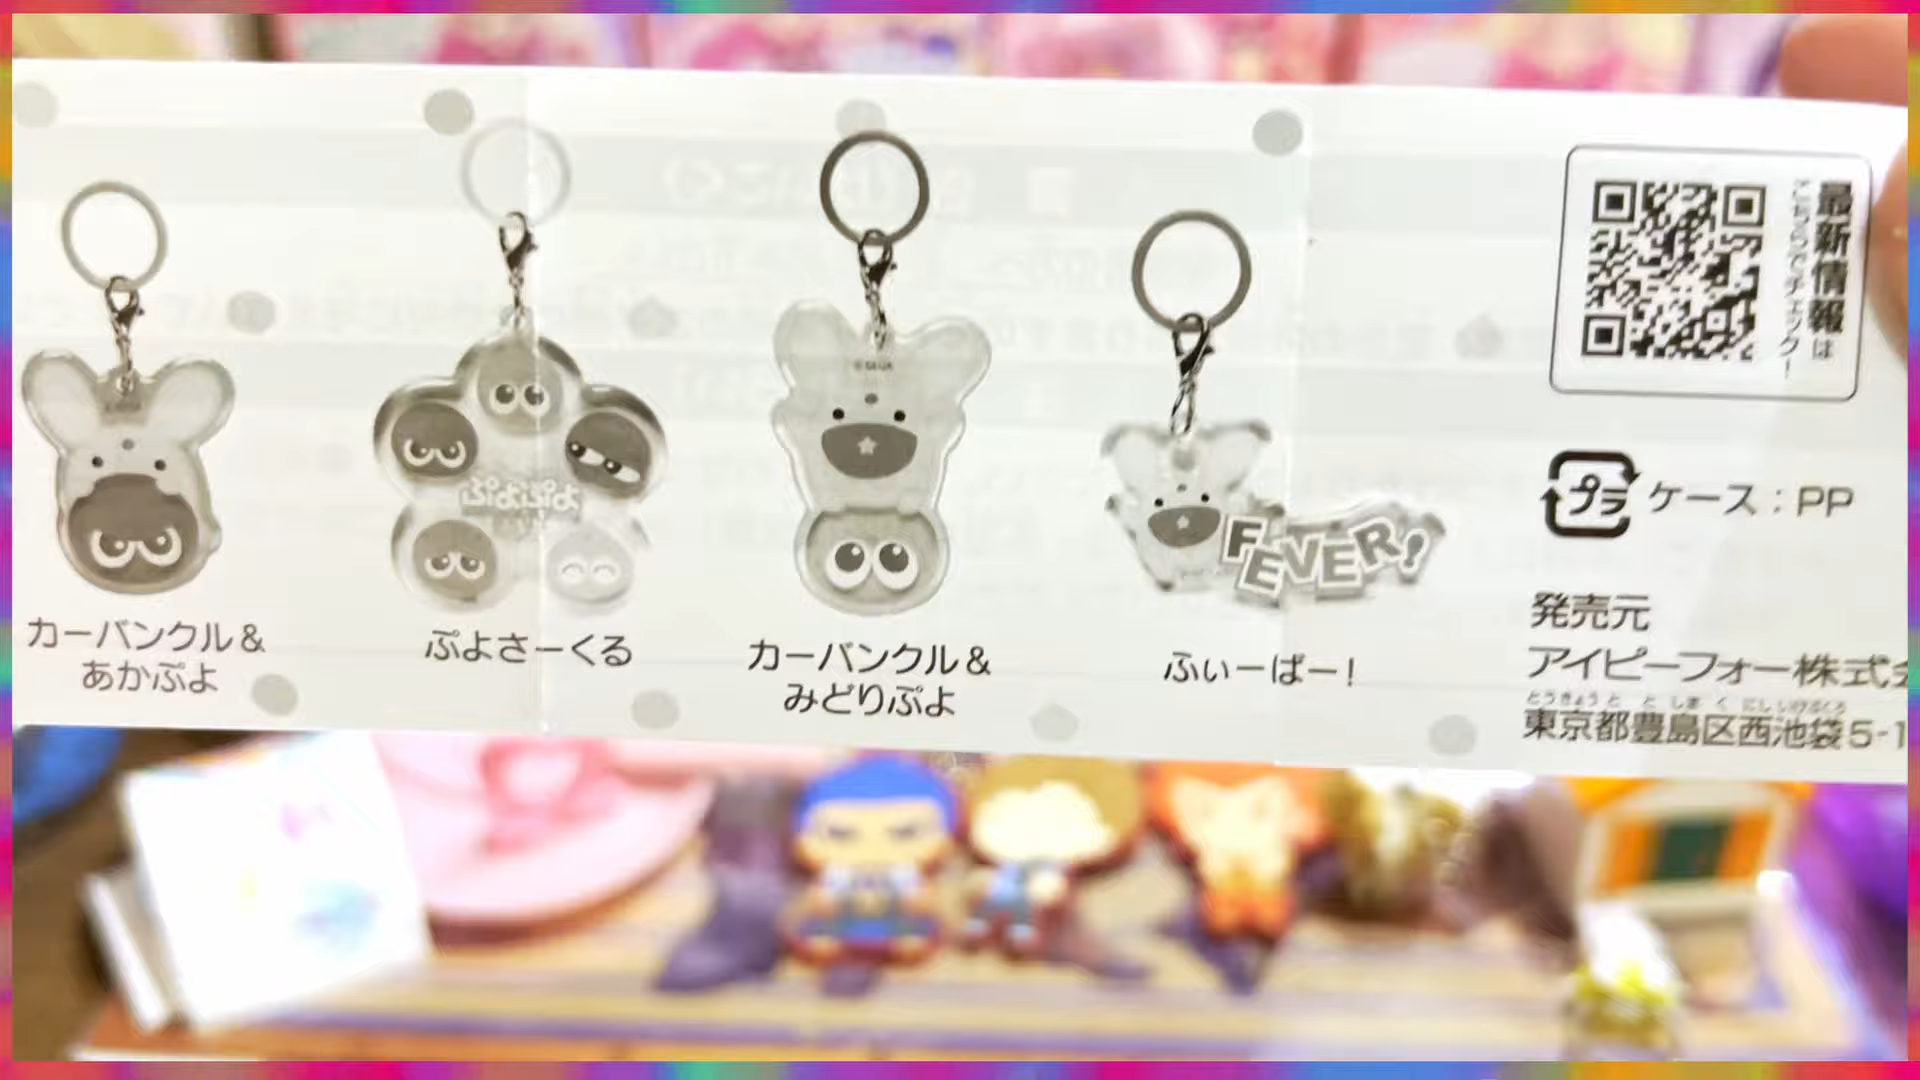 カーバンクル&
あかぷよ
ぷよぷよ
ぷよさーくる
©SEGA
カーバンクル&
みどりぷよ
FEVER!
ふぃーばー!
最新情報は
こちらのQRでチェック!
プラ ケース:PP
発売元
アイピーフォー株式会
とうきょうと としまく にしいけぶくろ
東京都豊島区西池袋5-1